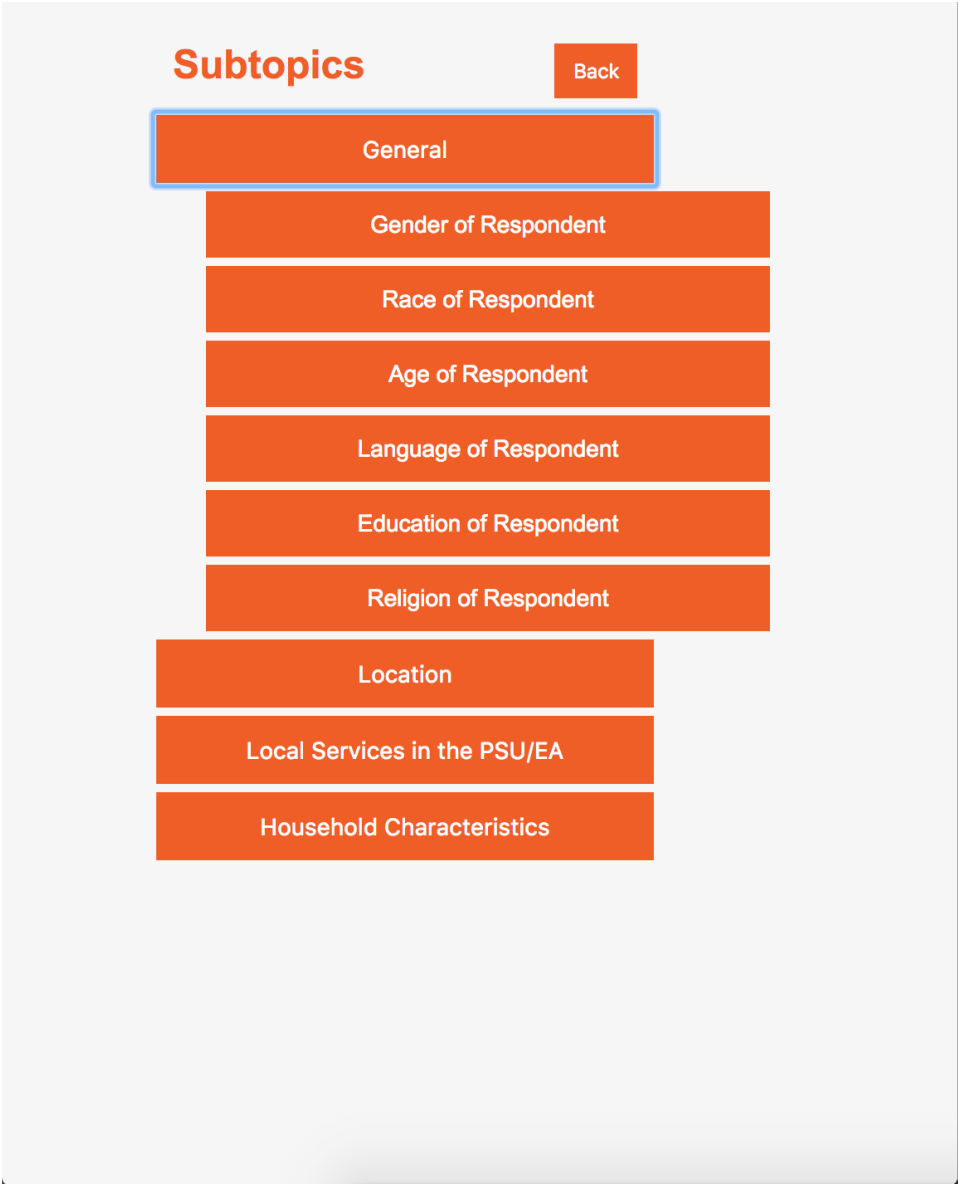 Subtopics
Back
General
Gender of Respondent
Race of Respondent
Age of Respondent
Language of Respondent
Education of Respondent
Religion of Respondent
Location
Local Services in the PSU/EA
Household Characteristics